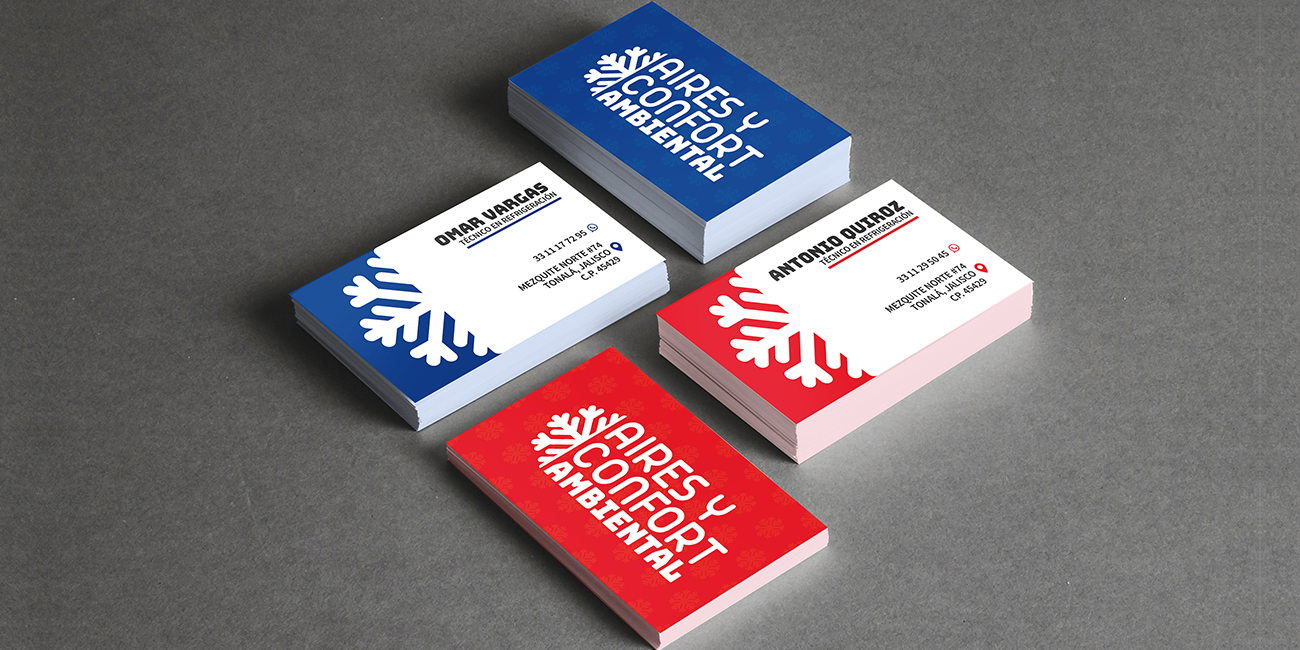 AIRES Y
CONFORT
AMBIENTAL
OMAR VARGAS
TÉCNICO EN REFRIGERACIÓN
33 11 17 72 95
MEZQUITE NORTE #74
TONALÁ, JALISCO
C.P. 45429
ANTONIO QUIROZ
TÉCNICO EN REFRIGERACIÓN
33 11 29 50 45
MEZQUITE NORTE #74
TONALÁ, JALISCO
CP. 45429
AIRES Y
CONFORT
AMBIENTAL